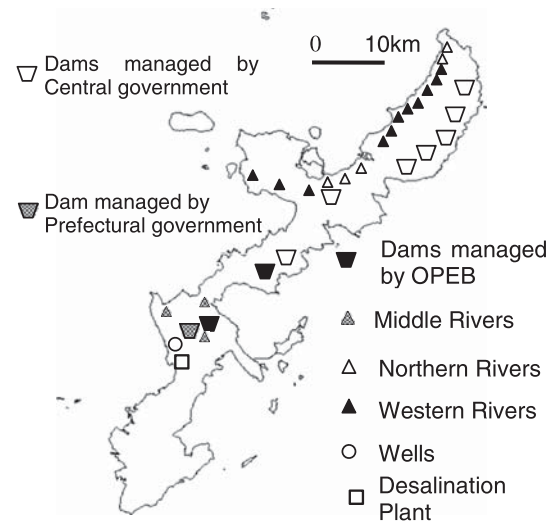 0 10km
Dams managed by
Central government
Dam managed by
Prefectural government
Dams managed
by OPEB
Middle Rivers
Northern Rivers
Western Rivers
Wells
Desalination
Plant